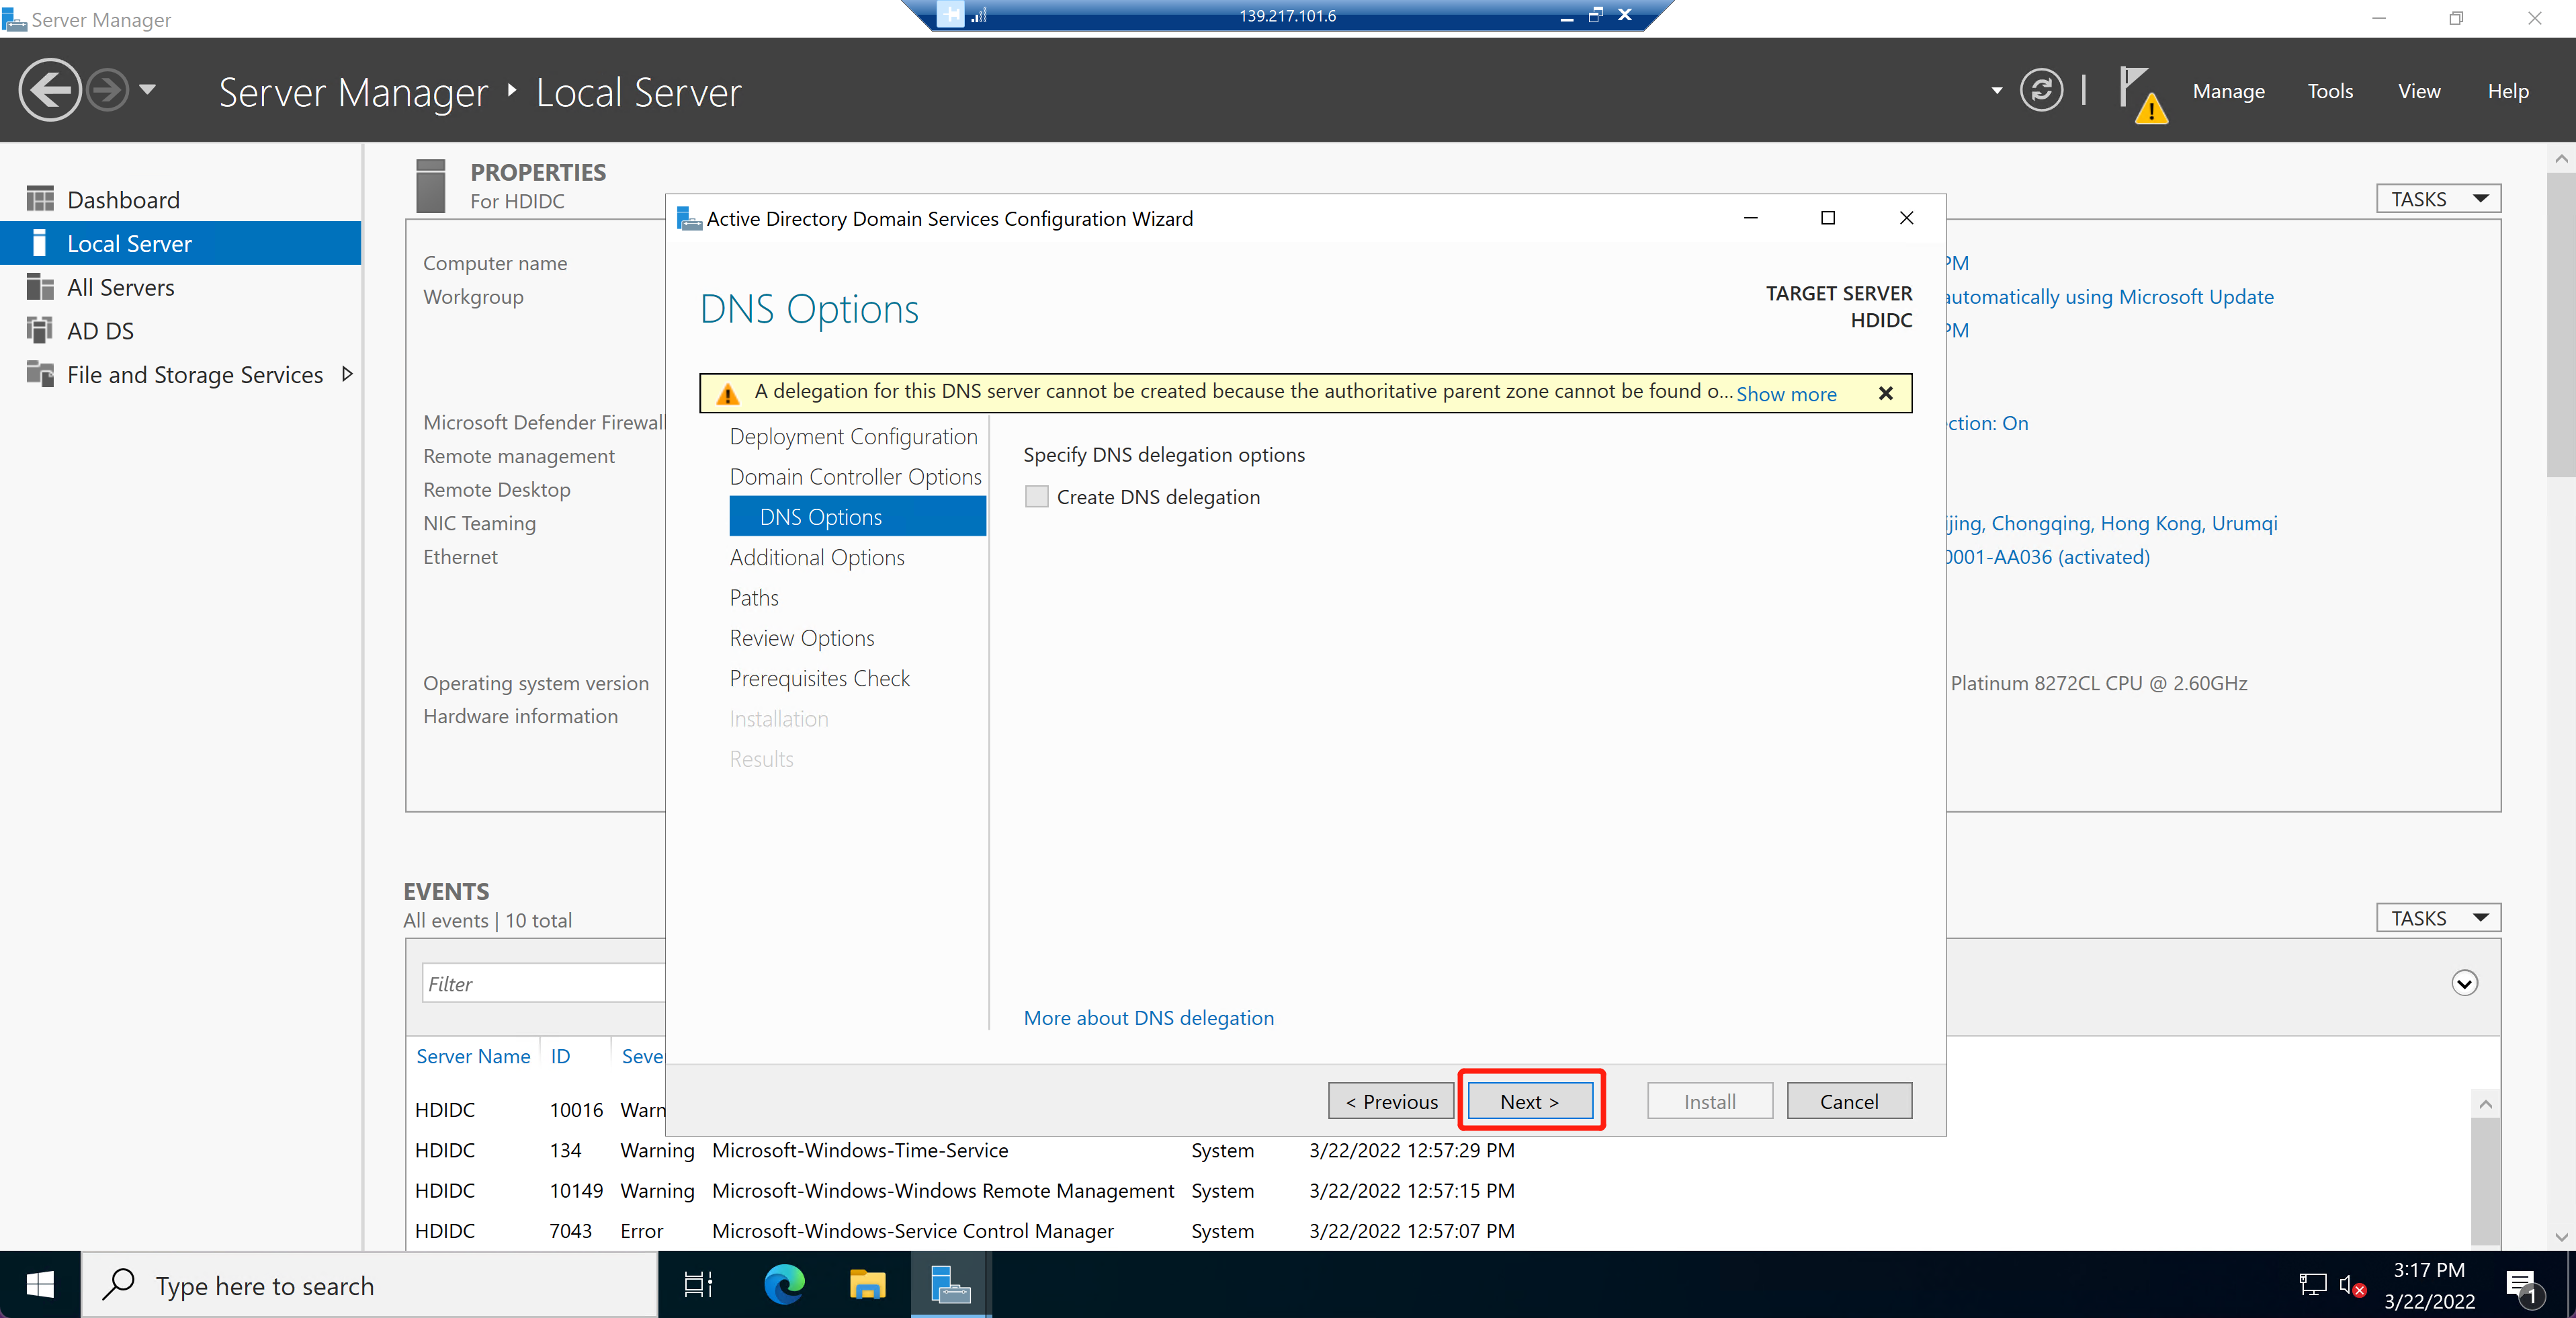 Server Manager
139.217.101.6
Server Manager ‣ Local Server
Manage
Tools
View
Help
Dashboard
Local Server
All Servers
AD DS
File and Storage Services
PROPERTIES
For HDIDC
TASKS
Computer name
Workgroup
Microsoft Defender Firewall
Remote management
Remote Desktop
NIC Teaming
Ethernet
Operating system version
Hardware information
PM
automatically using Microsoft Update
PM
ction: On
ijing, Chongqing, Hong Kong, Urumqi
0001-AA036 (activated)
Platinum 8272CL CPU @ 2.60GHz
Active Directory Domain Services Configuration Wizard
DNS Options
TARGET SERVER
HDIDC
A delegation for this DNS server cannot be created because the authoritative parent zone cannot be found o... Show more
Deployment Configuration
Domain Controller Options
DNS Options
Additional Options
Paths
Review Options
Prerequisites Check
Installation
Results
Specify DNS delegation options
Create DNS delegation
More about DNS delegation
< Previous
Next >
Install
Cancel
EVENTS
All events | 10 total
TASKS
Filter
Server Name ID Seve
HDIDC 10016 Warn
HDIDC 134 Warning Microsoft-Windows-Time-Service System 3/22/2022 12:57:29 PM
HDIDC 10149 Warning Microsoft-Windows-Windows Remote Management System 3/22/2022 12:57:15 PM
HDIDC 7043 Error Microsoft-Windows-Service Control Manager System 3/22/2022 12:57:07 PM
Type here to search
3:17 PM
3/22/2022
1